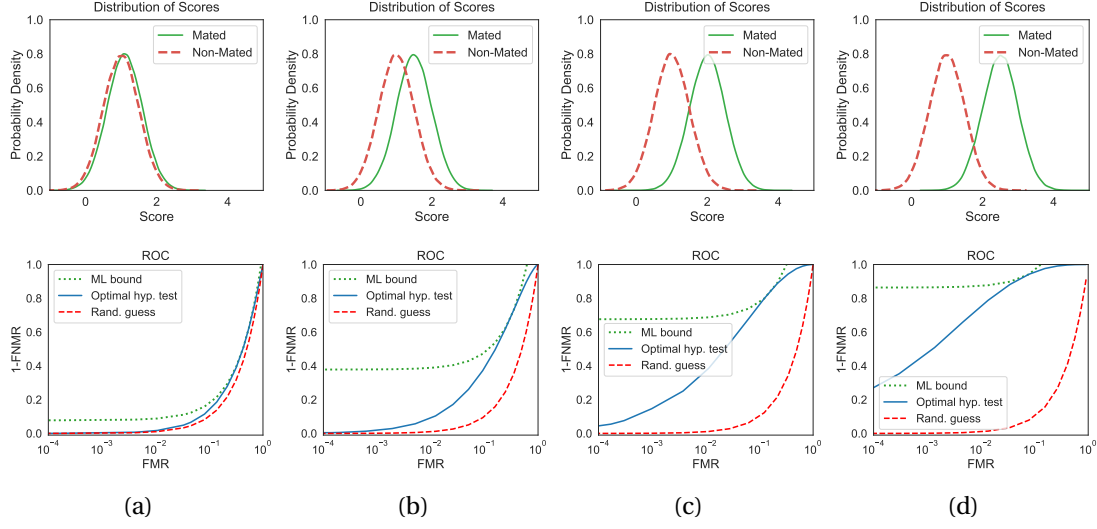 Distribution of Scores
Probability Density
0.0
0.2
0.4
0.6
0.8
1.0
Mated
Non-Mated
0
2
4
Score
Distribution of Scores
Probability Density
0.0
0.2
0.4
0.6
0.8
1.0
Mated
Non-Mated
0
2
4
Score
Distribution of Scores
Probability Density
0.0
0.2
0.4
0.6
0.8
1.0
Mated
Non-Mated
0
2
4
Score
Distribution of Scores
Probability Density
0.0
0.2
0.4
0.6
0.8
1.0
Mated
Non-Mated
0
2
4
Score
ROC
1-FNMR
0.0
0.2
0.4
0.6
0.8
1.0
ML bound
Optimal hyp. test
Rand. guess
10⁻⁴
10⁻³
10⁻²
10⁻¹
10⁰
FMR
ROC
1-FNMR
0.0
0.2
0.4
0.6
0.8
1.0
ML bound
Optimal hyp. test
Rand. guess
10⁻⁴
10⁻³
10⁻²
10⁻¹
10⁰
FMR
ROC
1-FNMR
0.0
0.2
0.4
0.6
0.8
1.0
ML bound
Optimal hyp. test
Rand. guess
10⁻⁴
10⁻³
10⁻²
10⁻¹
10⁰
FMR
ROC
1-FNMR
0.0
0.2
0.4
0.6
0.8
1.0
ML bound
Optimal hyp. test
Rand. guess
10⁻⁴
10⁻³
10⁻²
10⁻¹
10⁰
FMR
(a)
(b)
(c)
(d)